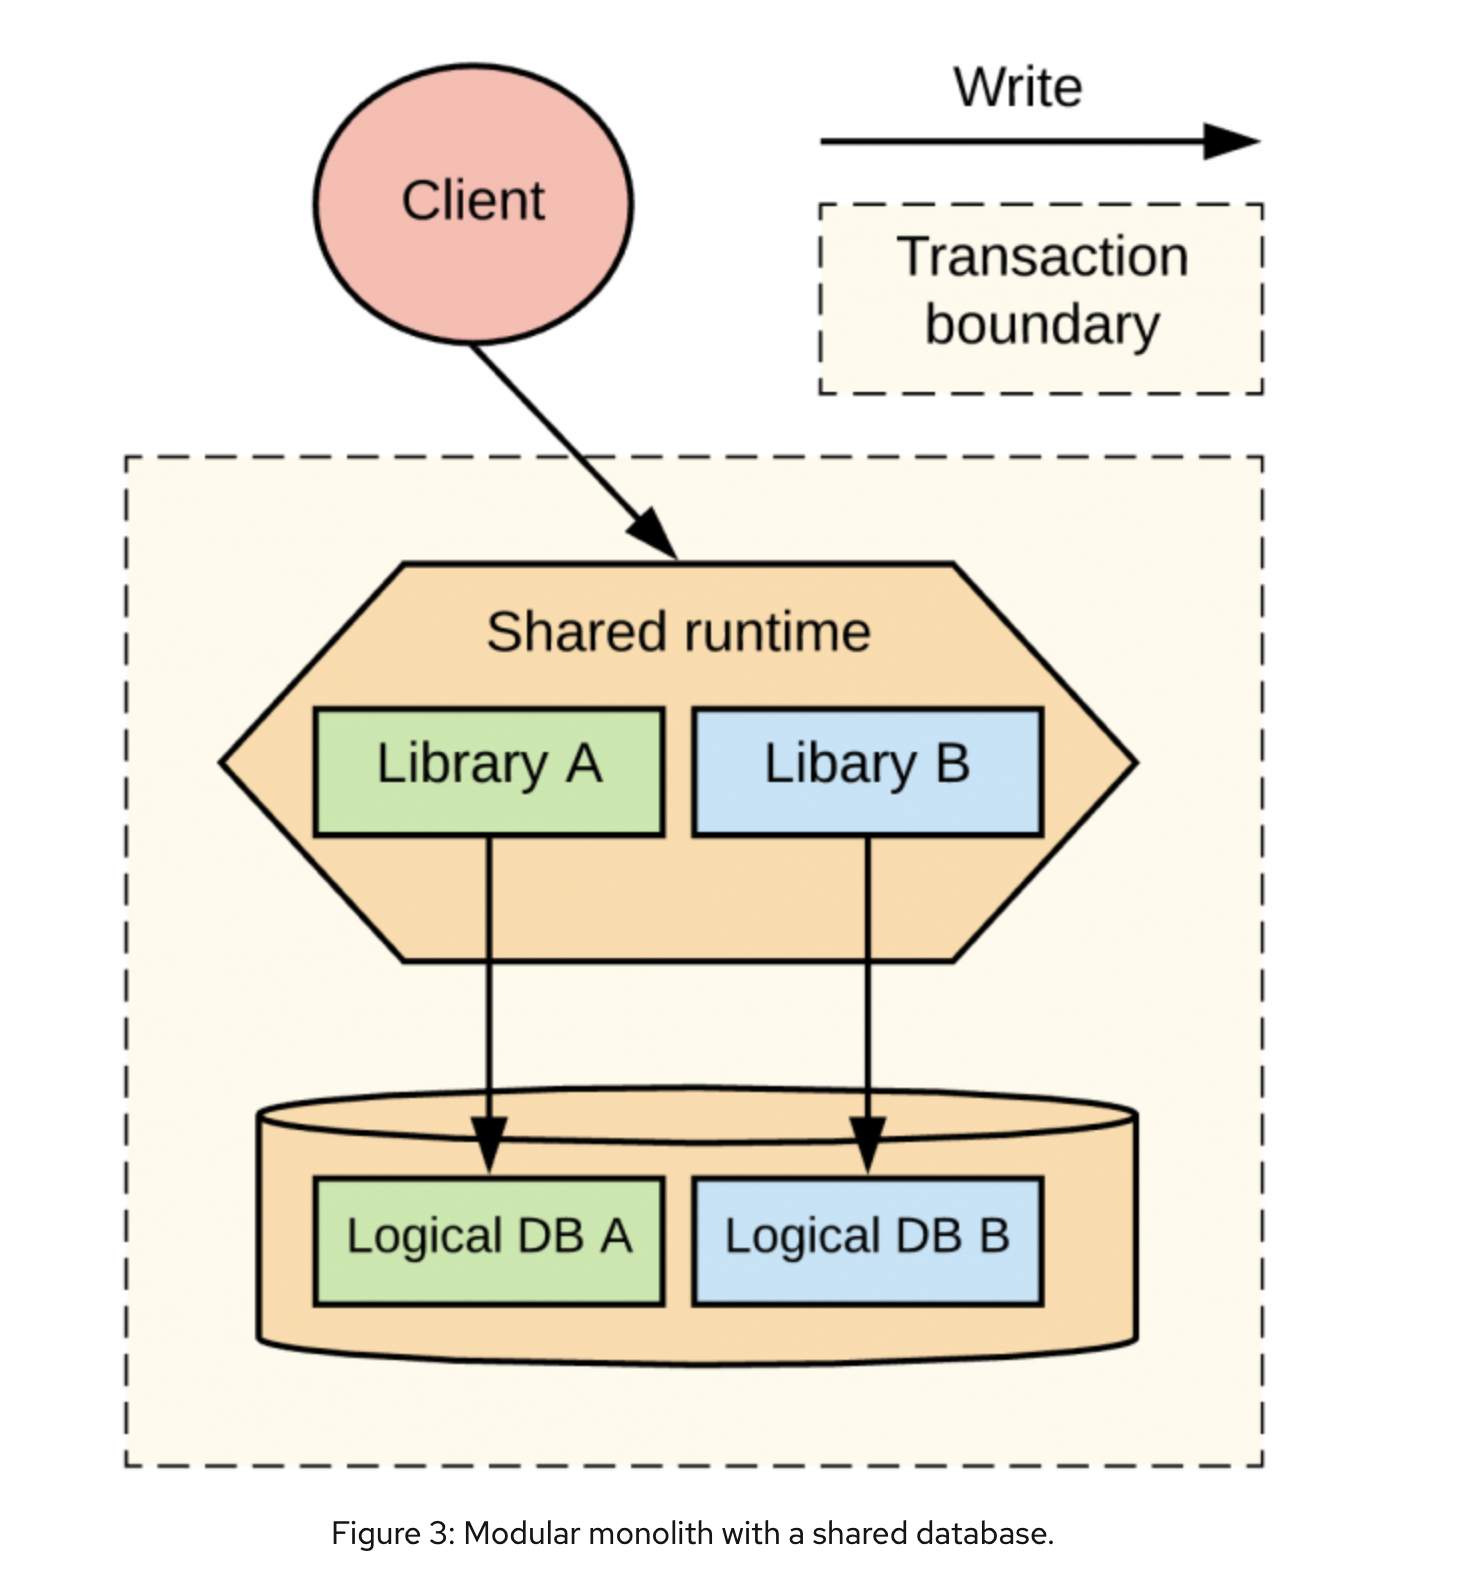 Write
Client
Transaction
boundary
Shared runtime
Library A
Libary B
Logical DB A
Logical DB B
Figure 3: Modular monolith with a shared database.